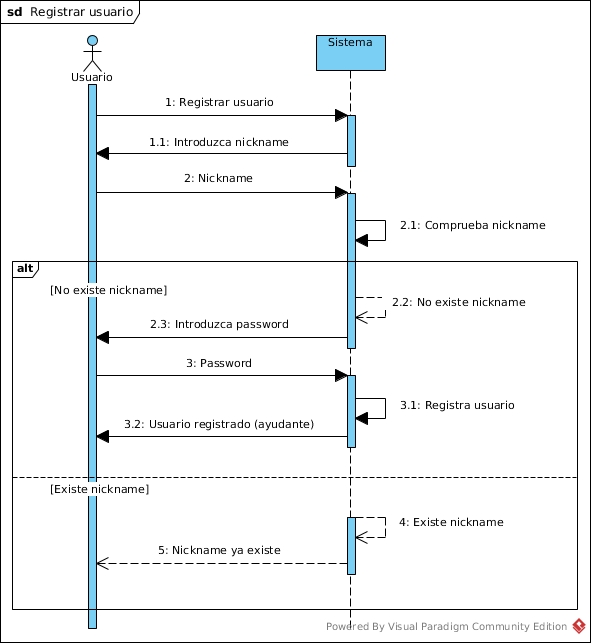 sd Registrar usuario
Sistema
Usuario
1: Registrar usuario
1.1: Introduzca nickname
2: Nickname
2.1: Comprueba nickname
alt
[No existe nickname]
2.2: No existe nickname
2.3: Introduzca password
3: Password
3.1: Registra usuario
3.2: Usuario registrado (ayudante)
[Existe nickname]
4: Existe nickname
5: Nickname ya existe
Powered By Visual Paradigm Community Edition